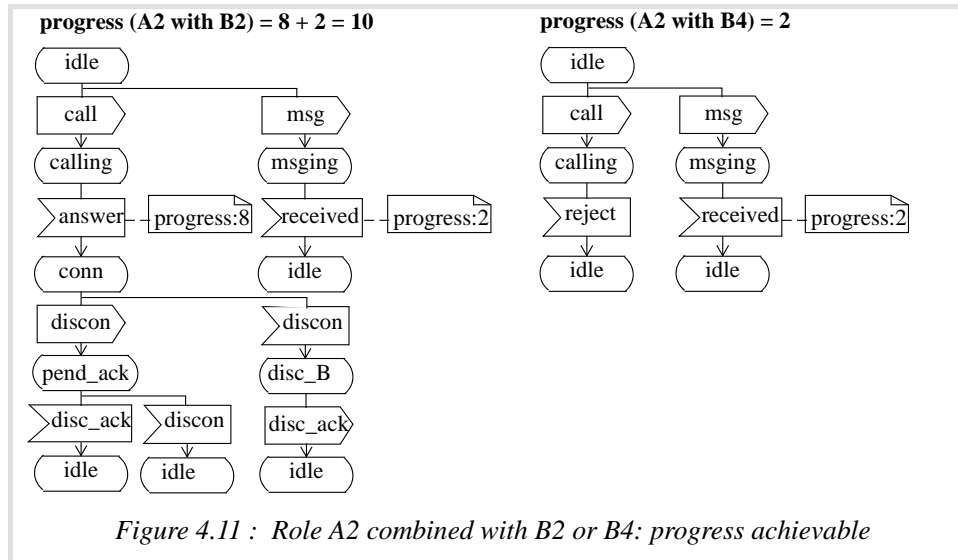 progress (A2 with B2) = 8 + 2 = 10
idle
call
msg
calling
msging
answer
progress:8
received
progress:2
conn
idle
discon
discon
pend_ack
disc_B
disc_ack
discon
disc_ack
idle
idle
idle
progress (A2 with B4) = 2
idle
call
msg
calling
msging
reject
received
progress:2
idle
idle
Figure 4.11 : Role A2 combined with B2 or B4: progress achievable